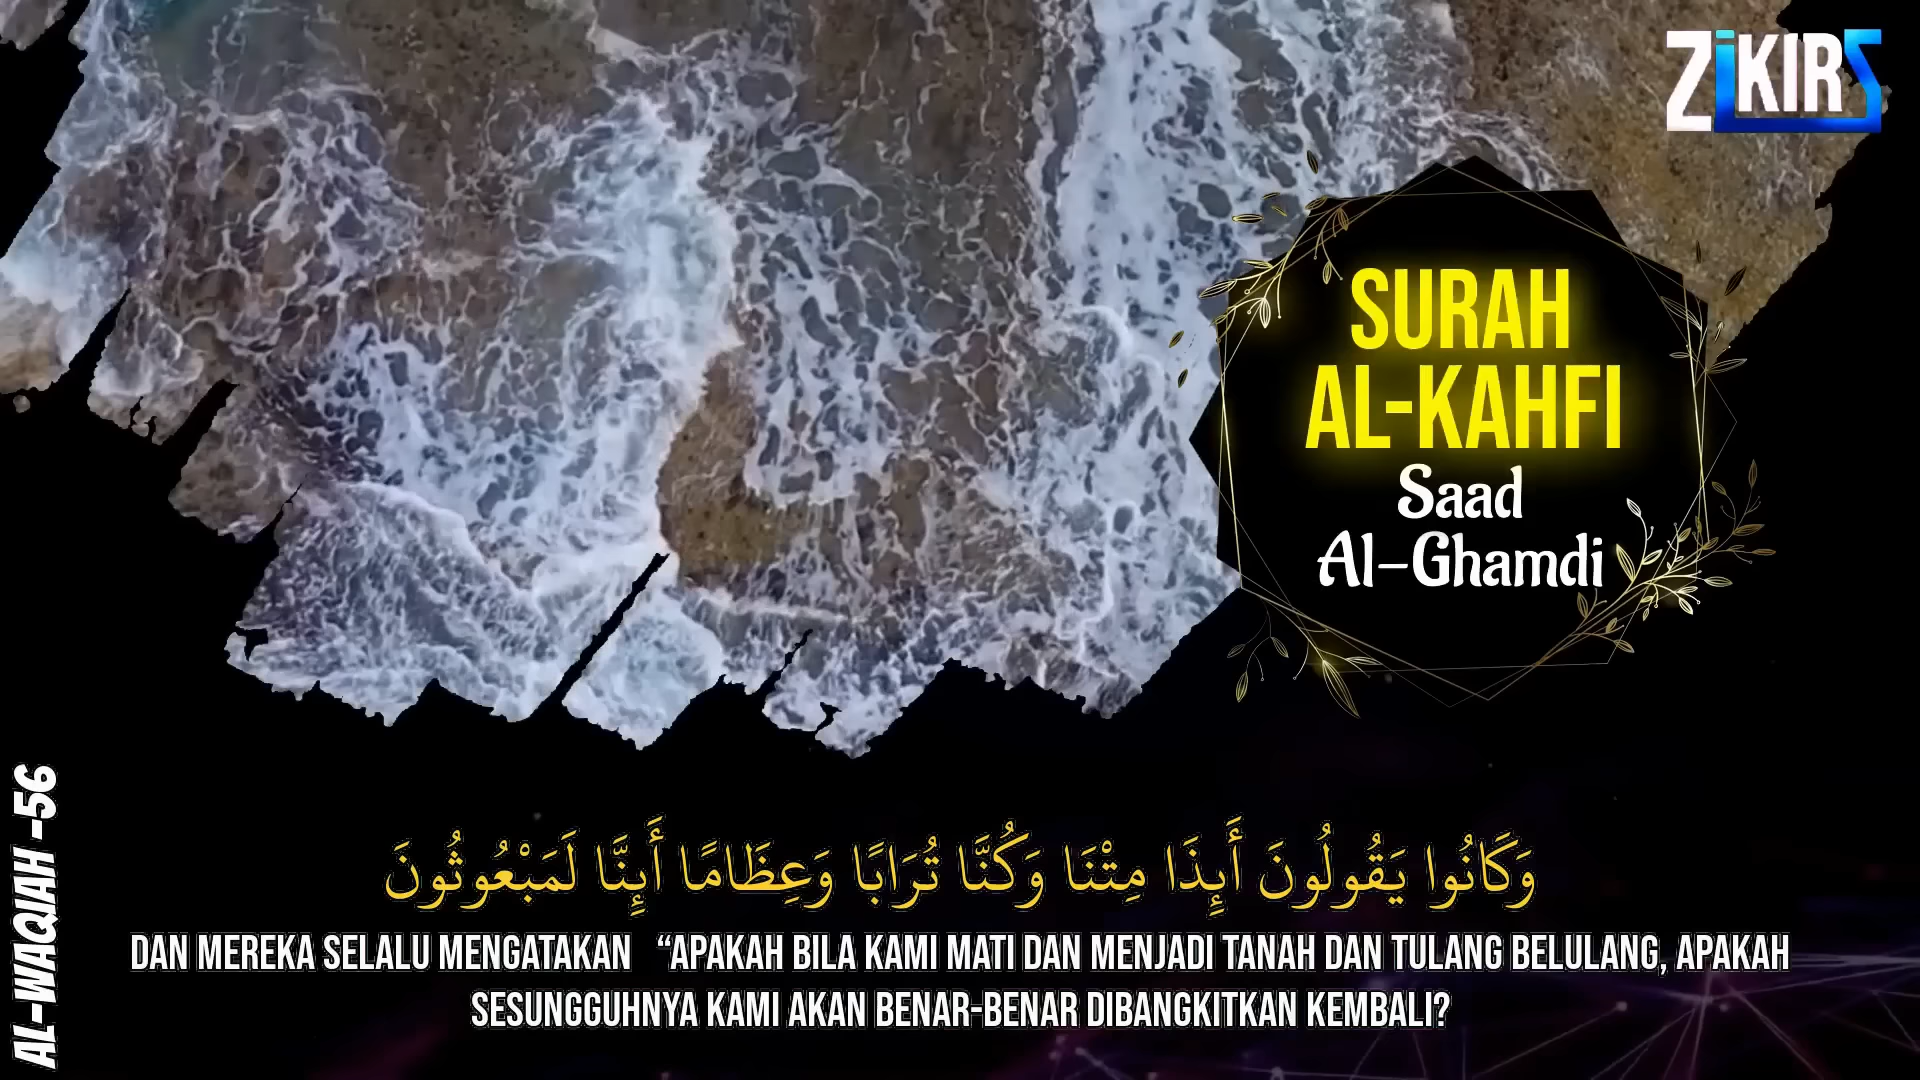 ZiKIRS
SURAH
AL-KAHFI
Saad
Al-Ghamdi
AL-WAQIAH -56
وَكَانُوا يَقُولُونَ أَيِٕذَا مِتْنَا وَكُنَّا تُرَابًا وَعِظَامًا أَيِٕنَّا لَمَبْعُوثُونَ
DAN MEREKA SELALU MENGATAKAN “APAKAH BILA KAMI MATI DAN MENJADI TANAH DAN TULANG BELULANG, APAKAH
SESUNGGUHNYA KAMI AKAN BENAR-BENAR DIBANGKITKAN KEMBALI?